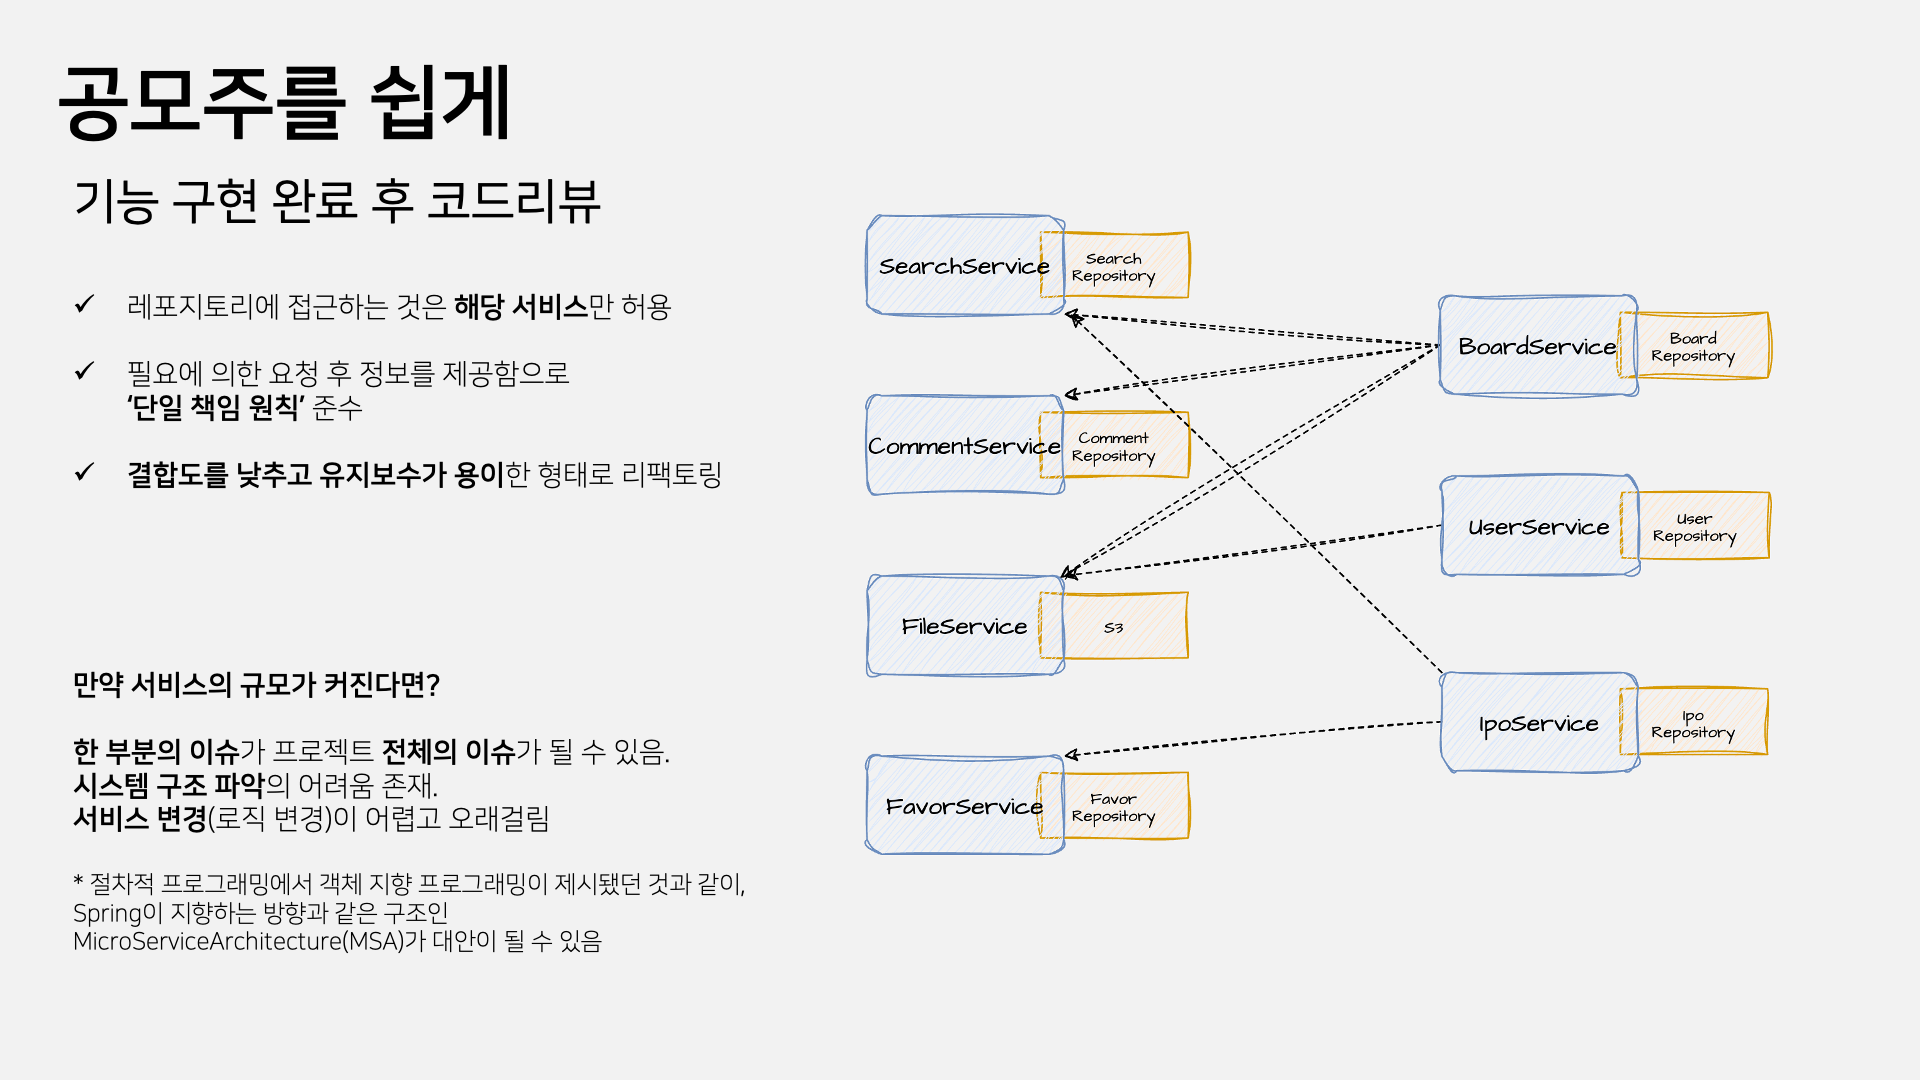 공모주를 쉽게
기능 구현 완료 후 코드리뷰
✓ 레포지토리에 접근하는 것은 해당 서비스만 허용
✓ 필요에 의한 요청 후 정보를 제공함으로
‘단일 책임 원칙’ 준수
✓ 결합도를 낮추고 유지보수가 용이한 형태로 리팩토링
만약 서비스의 규모가 커진다면?
한 부분의 이슈가 프로젝트 전체의 이슈가 될 수 있음.
시스템 구조 파악의 어려움 존재.
서비스 변경(로직 변경)이 어렵고 오래걸림
* 절차적 프로그래밍에서 객체 지향 프로그래밍이 제시됐던 것과 같이,
Spring이 지향하는 방향과 같은 구조인
MicroServiceArchitecture(MSA)가 대안이 될 수 있음
SearchService
Search
Repository
CommentService
Comment
Repository
FileService
S3
FavorService
Favor
Repository
BoardService
Board
Repository
UserService
User
Repository
IpoService
Ipo
Repository